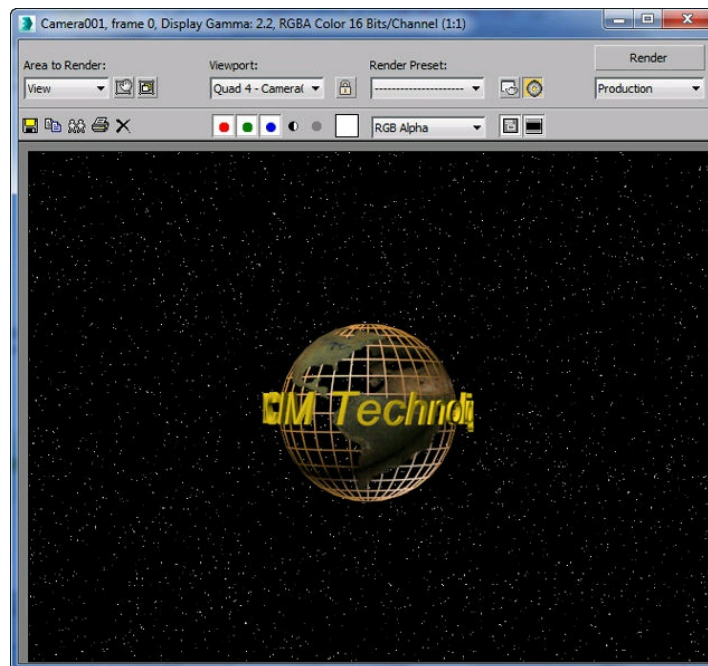 Camera001, frame 0, Display Gamma: 2.2, RGBA Color 16 Bits/Channel (1:1)
Area to Render:
Viewport:
Render Preset:
Render
View
Quad 4 - Camera
Production
RGB Alpha
M Techno